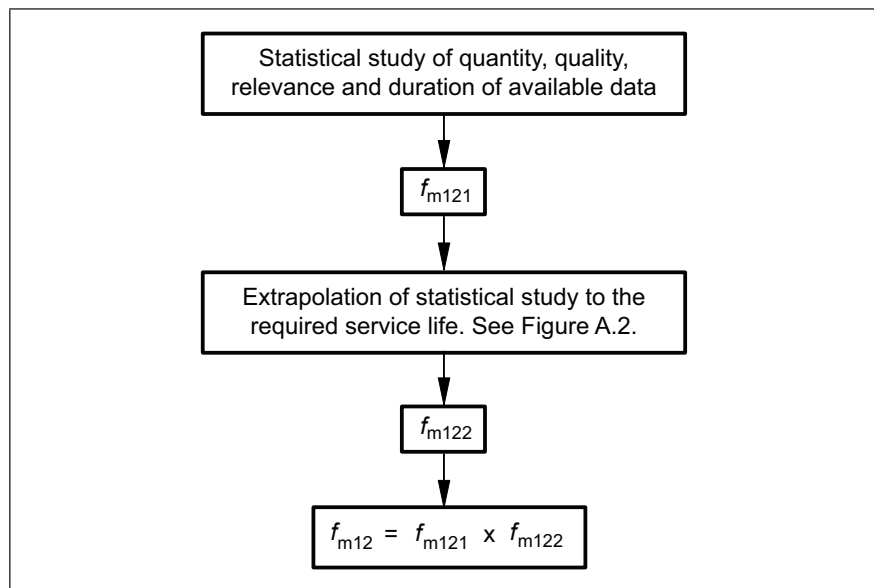 Statistical study of quantity, quality,
relevance and duration of available data
fm121
Extrapolation of statistical study to the
required service life. See Figure A.2.
fm122
fm12 = fm121 x fm122